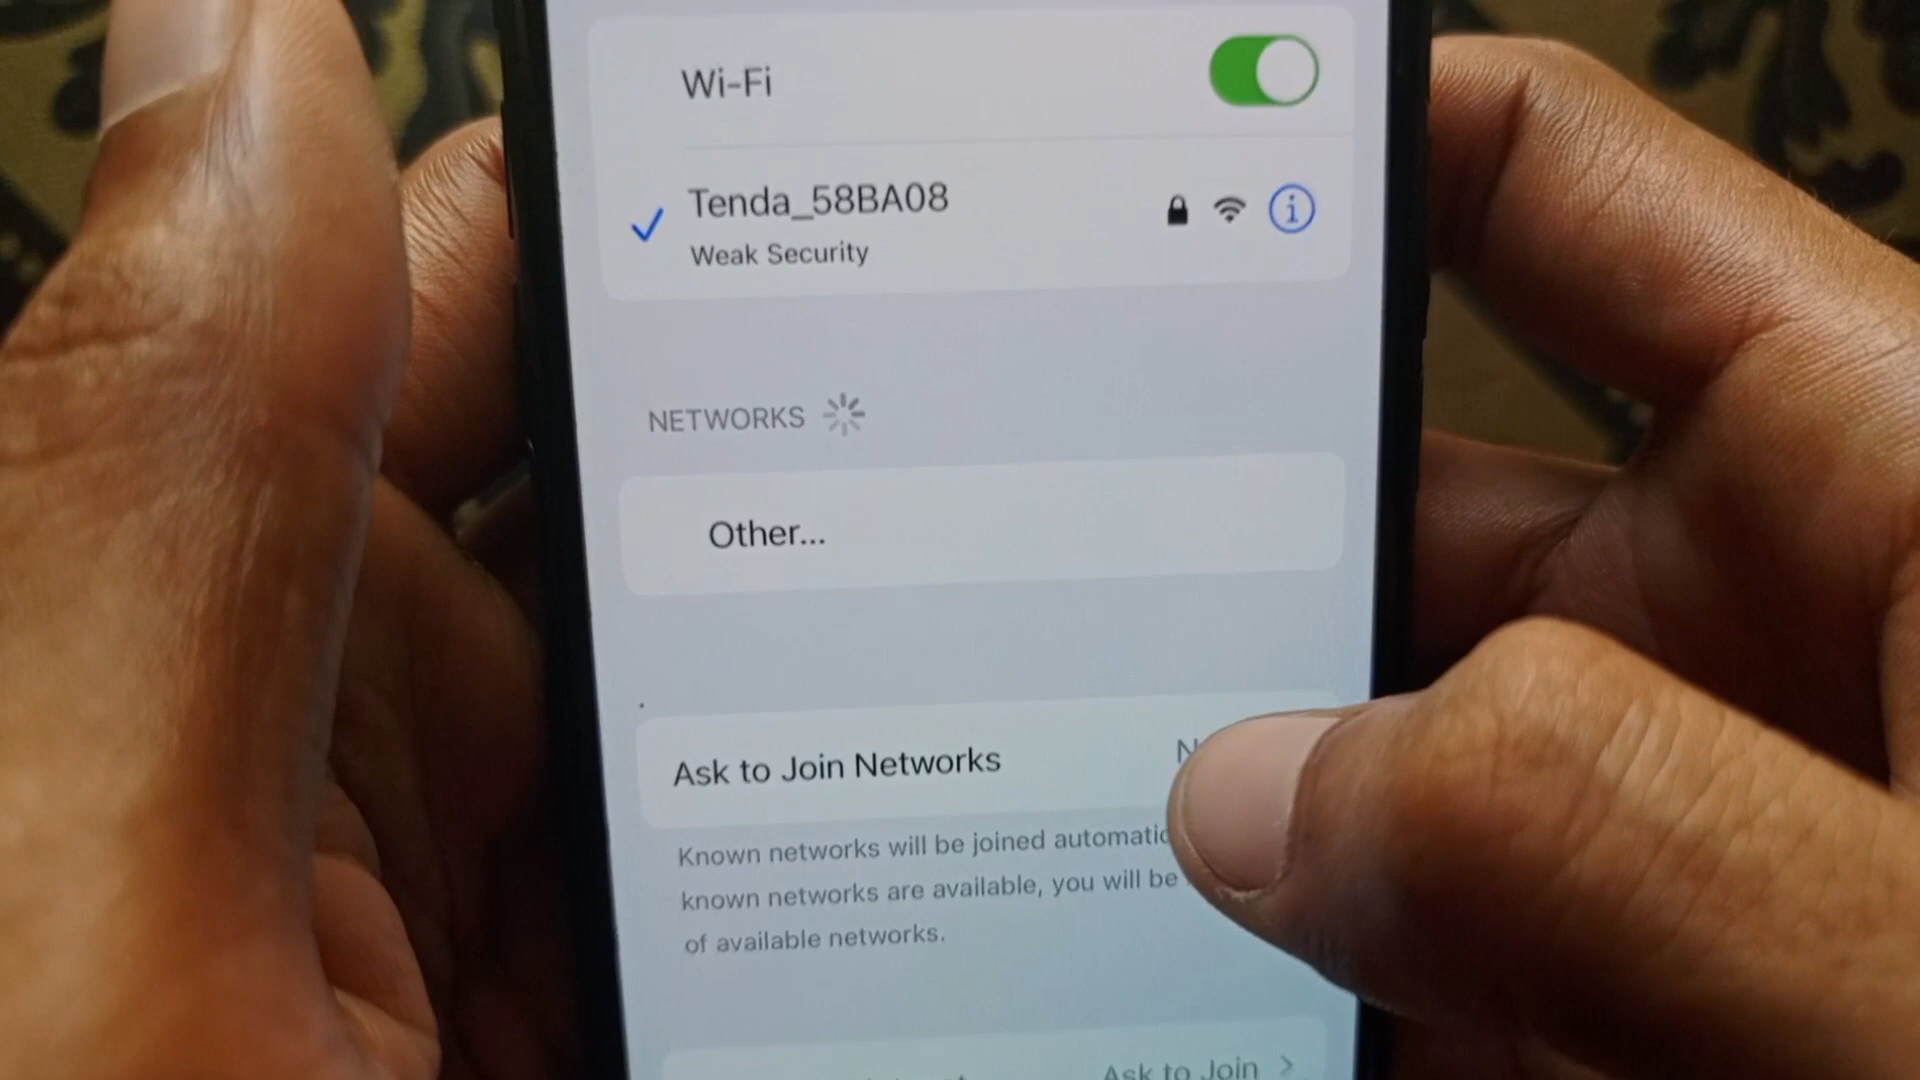 Wi-Fi
Tenda_58BA08
Weak Security
NETWORKS
Other...
Ask to Join Networks
Known networks will be joined
known networks are available, you will be
of available networks.
Ask to Join